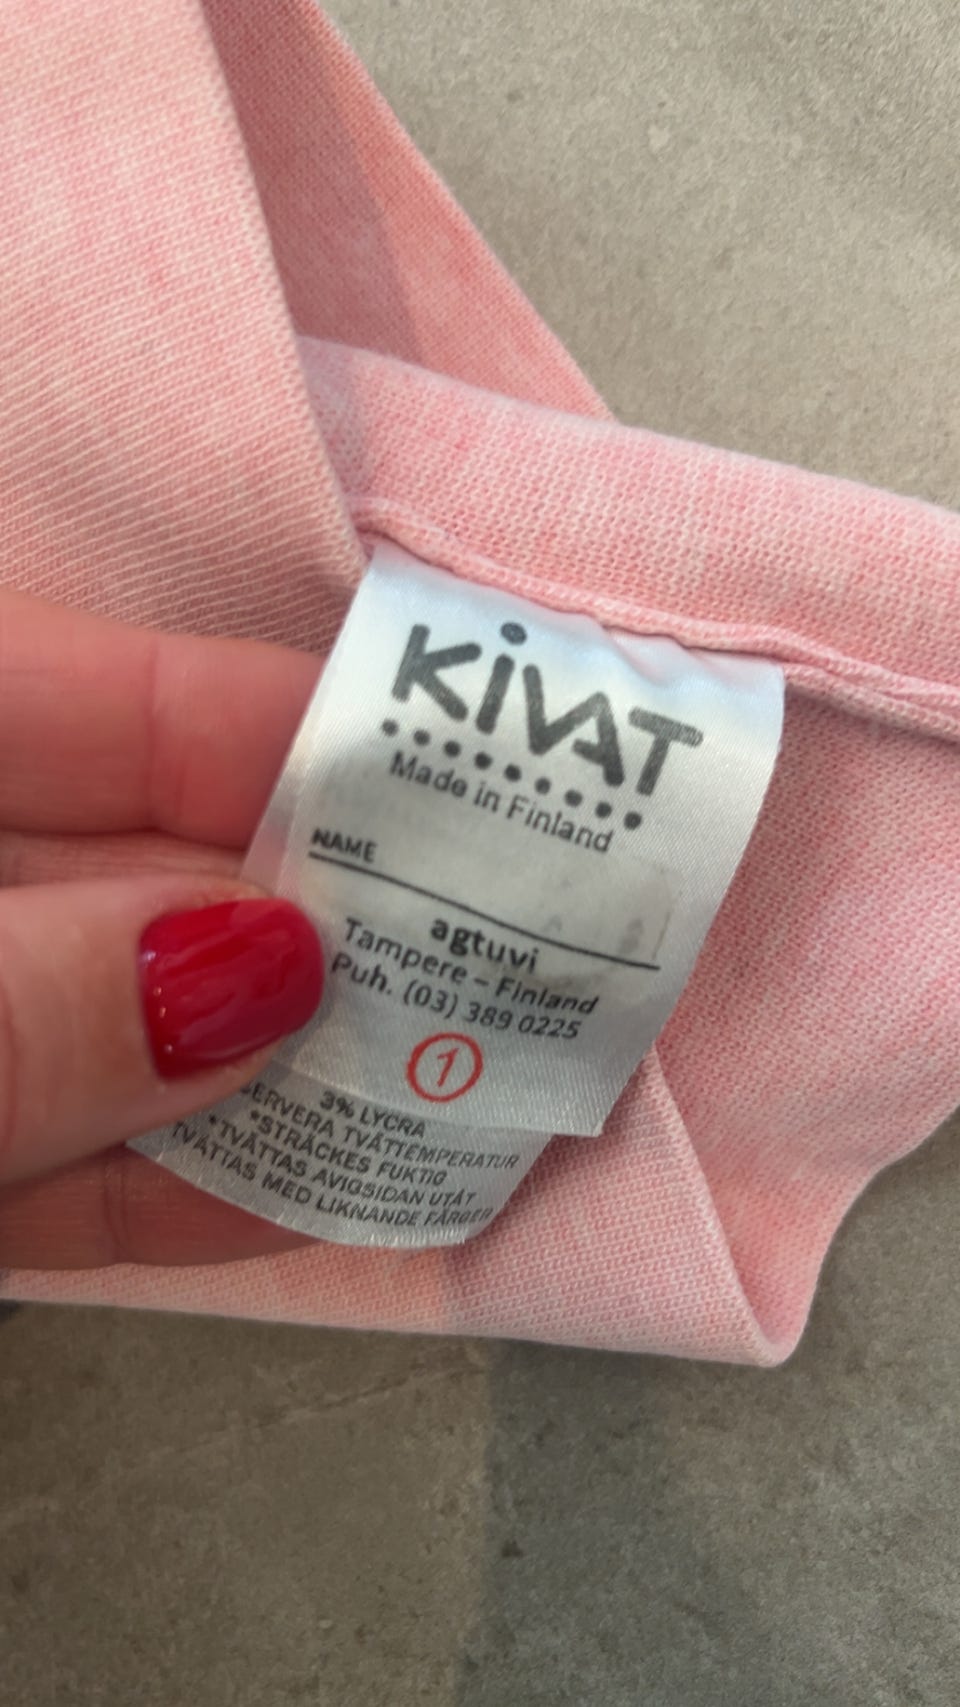 KiVAT
Made in Finland
NAME
agtuvi
Tampere – Finland
Puh. (03) 389 0225
1
3% LYCRA
TVÄTTEMPERATUR
*STRÄCKES FUKTIG
*TVÄTTAS AVIGSIDAN UTÅT
TVÄTTAS MED LIKNANDE FÄRGER